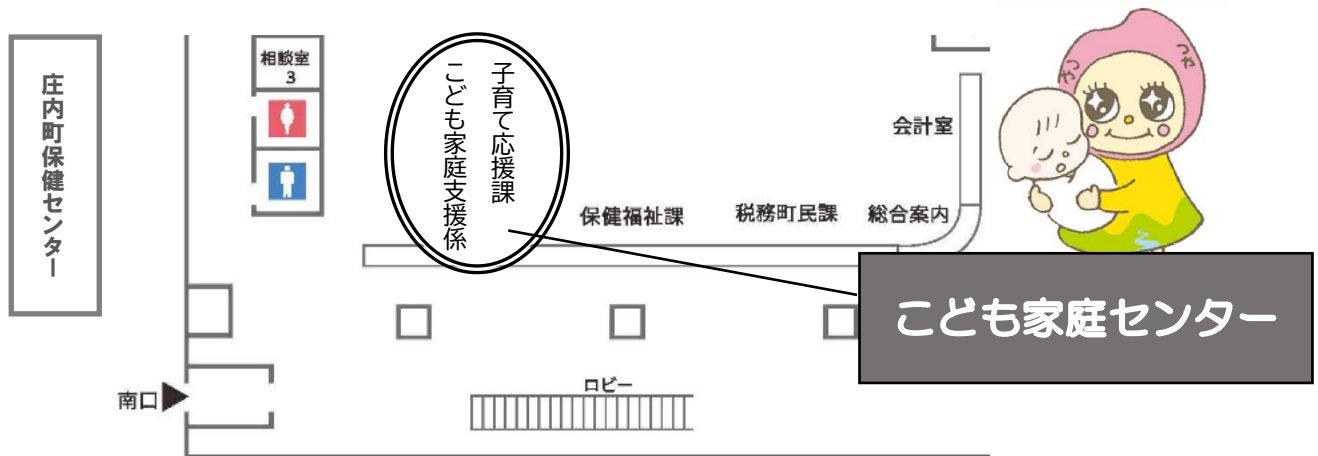 庄内町保健センター
相談室
3
子育て応援課
こども家庭支援係
会計室
保健福祉課
税務町民課
総合案内
こども家庭センター
ロビー
南口
つや